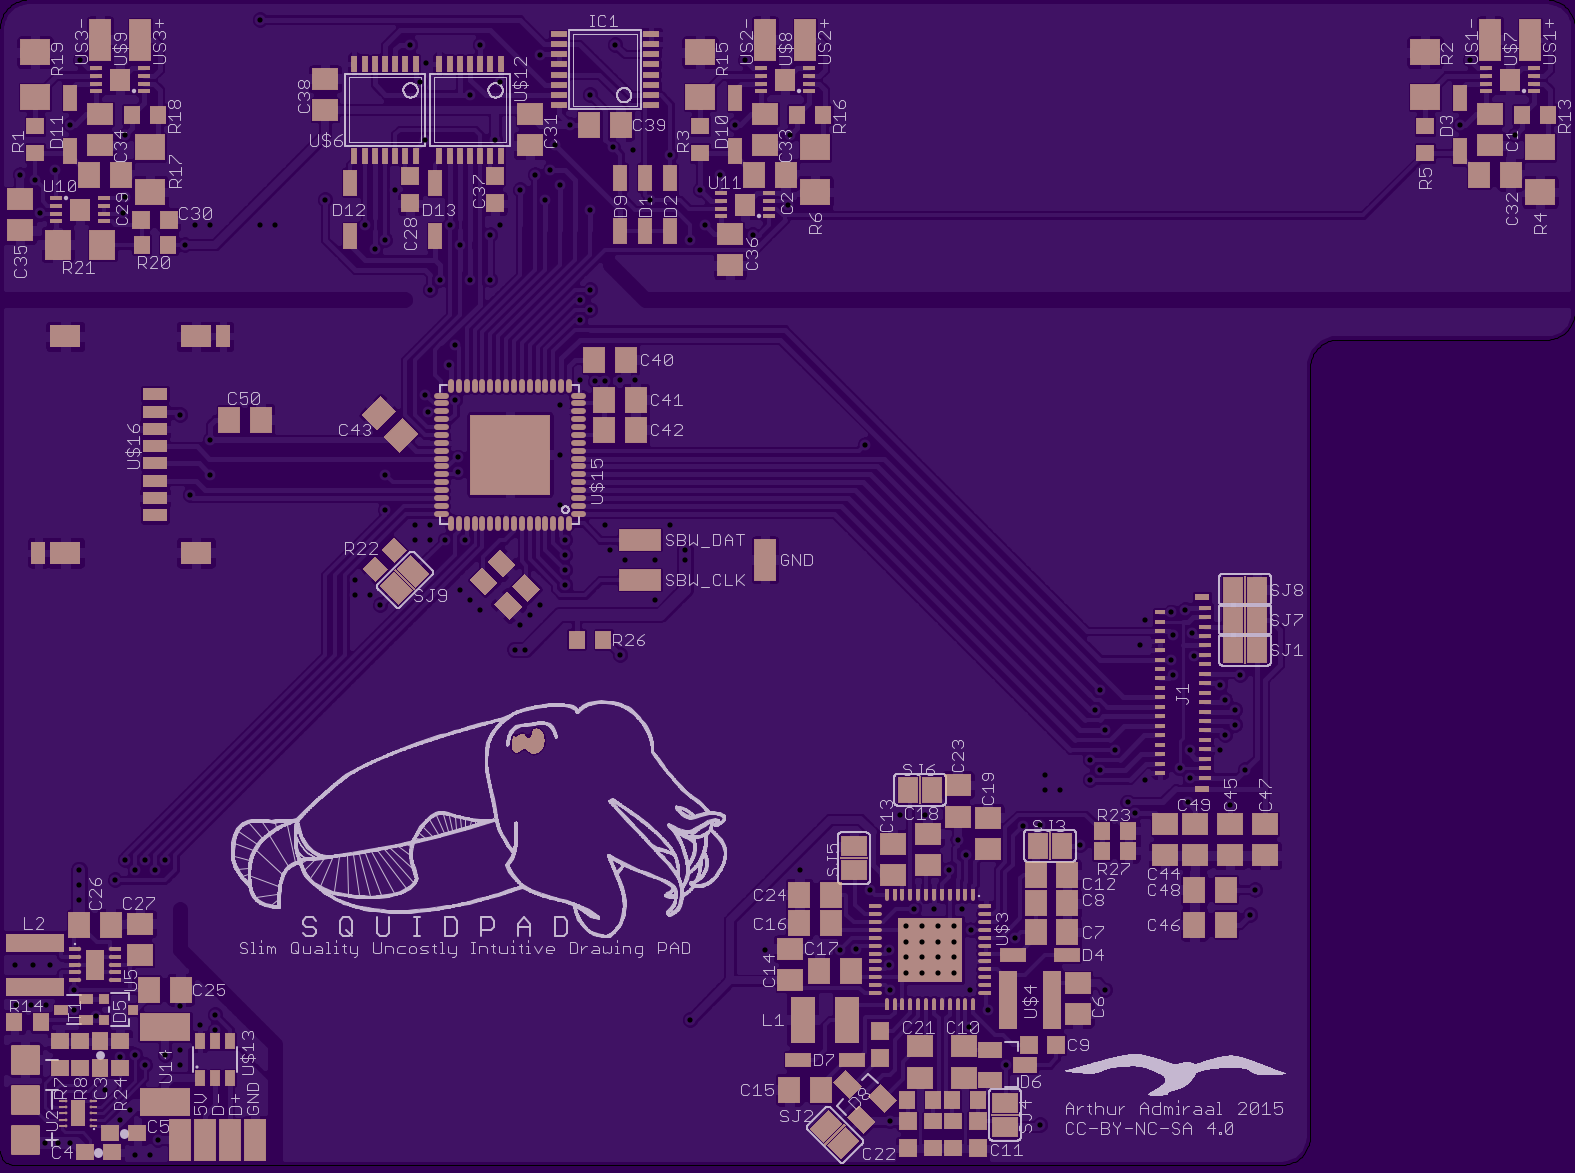 IC1
US3-
U$9
US3+
R19
R1
D11
C34
R18
R17
U10
C29
C30
C35
R21
R20
C38
U$6
U$12
C31
C39
D12
C28
D13
C37
D9
D1
D2
US2-
U$8
US2+
R15
R3
D10
C33
R16
U11
C2
R6
C36
US1-
U$7
US1+
R2
D3
C1
R13
R5
C32
R4
C50
U$16
C43
C40
C41
C42
U$15
R22
SJ9
SBW_DAT
SBW_CLK
GND
R26
SJ8
SJ7
SJ1
J1
SQUIDPAD
Slim Quality Uncostly Intuitive Drawing PAD
L2
C26
C27
U5
C25
R14
D5
U14
U$13
R7
R8
C3
R24
U2
C5
C4
5V
D-
D+
GND
SJ6
C23
C19
C18
C13
SJ5
C24
C16
C17
C14
L1
D7
C15
SJ2
D8
C22
U$3
SJ3
R23
R27
C12
C8
C7
D4
U$4
C6
C21
C10
C9
D6
SJ4
C11
C49
C45
C47
C44
C48
C46
Arthur Admiraal 2015
CC-BY-NC-SA 4.0